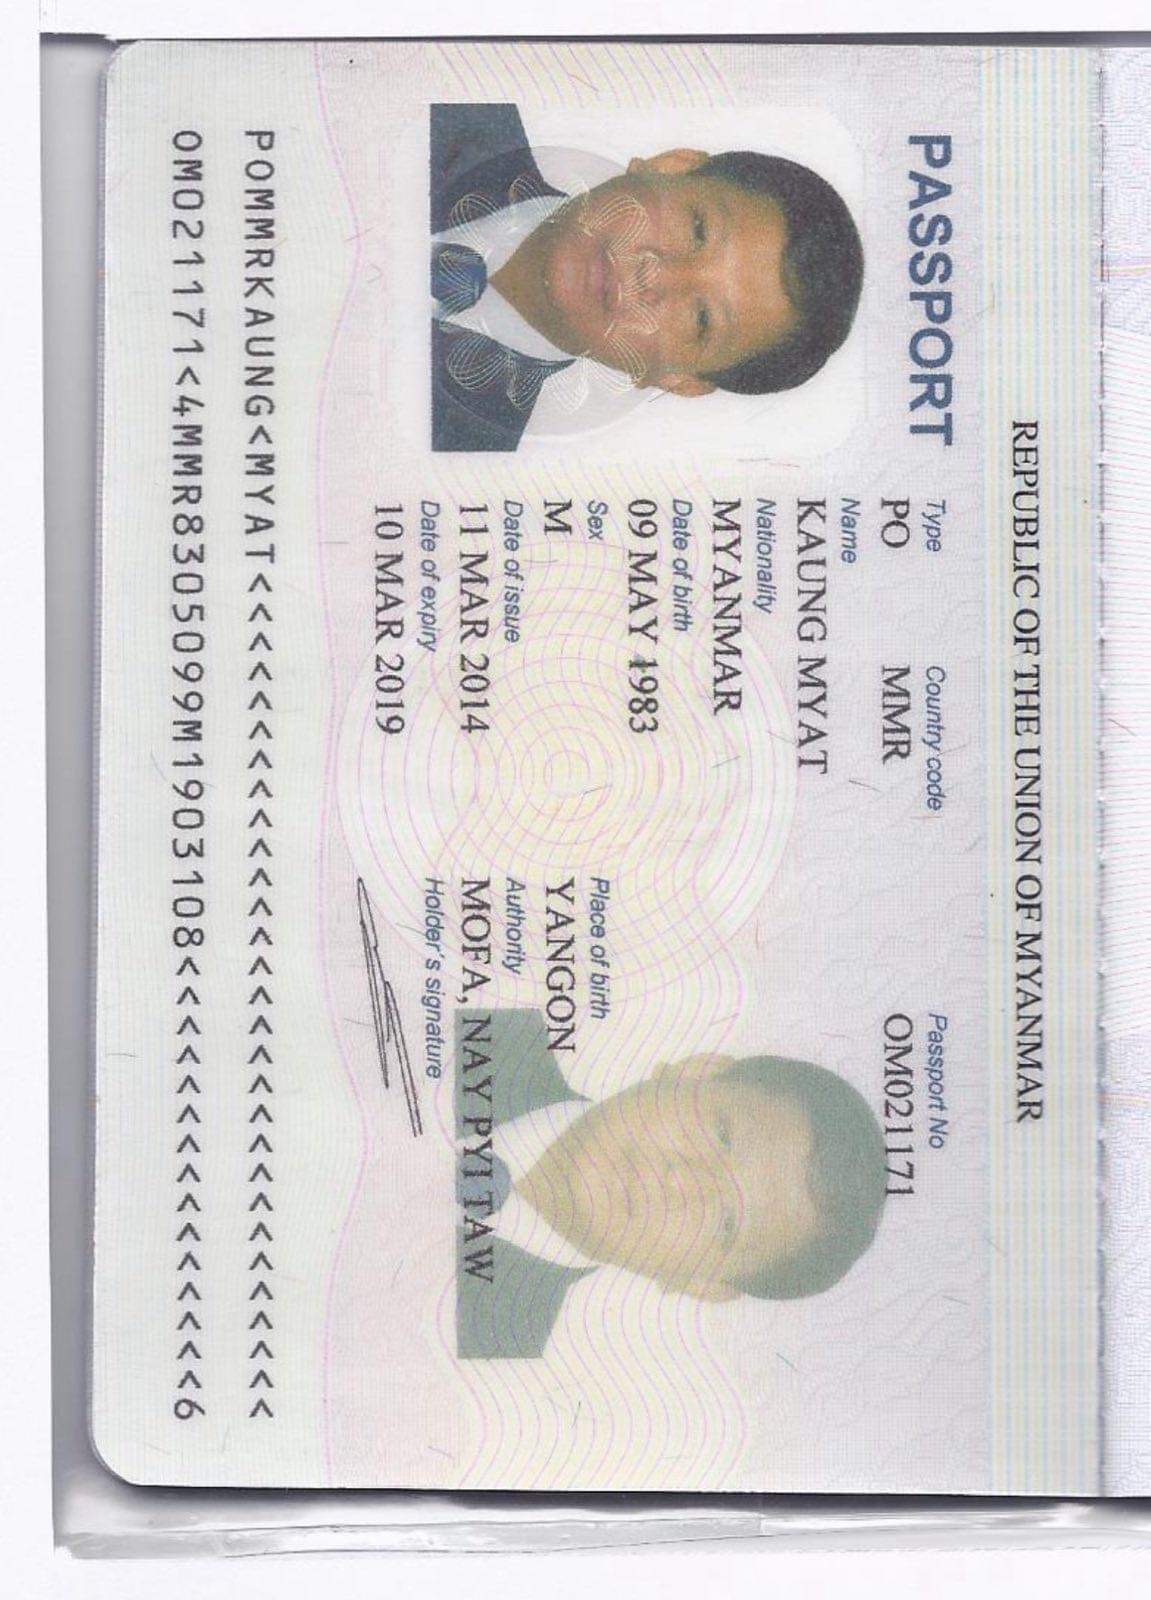 REPUBLIC OF THE UNION OF MYANMAR
PASSPORT
Type Country code Passport No
PO MMR OM021171
Name
KAUNG MYAT
Nationality
MYANMAR
Date of birth
09 MAY 1983
Sex Place of birth
M YANGON
Date of issue Authority
11 MAR 2014 MOFA, NAY PYI TAW
Date of expiry Holder's signature
10 MAR 2019
POMMRKAUNG<MYAT<<<<<<<<<<<<<<<<<<<<<<<<<<<<<
OM021171<4MMR8305099M1903108<<<<<<<<<<<<<<<6